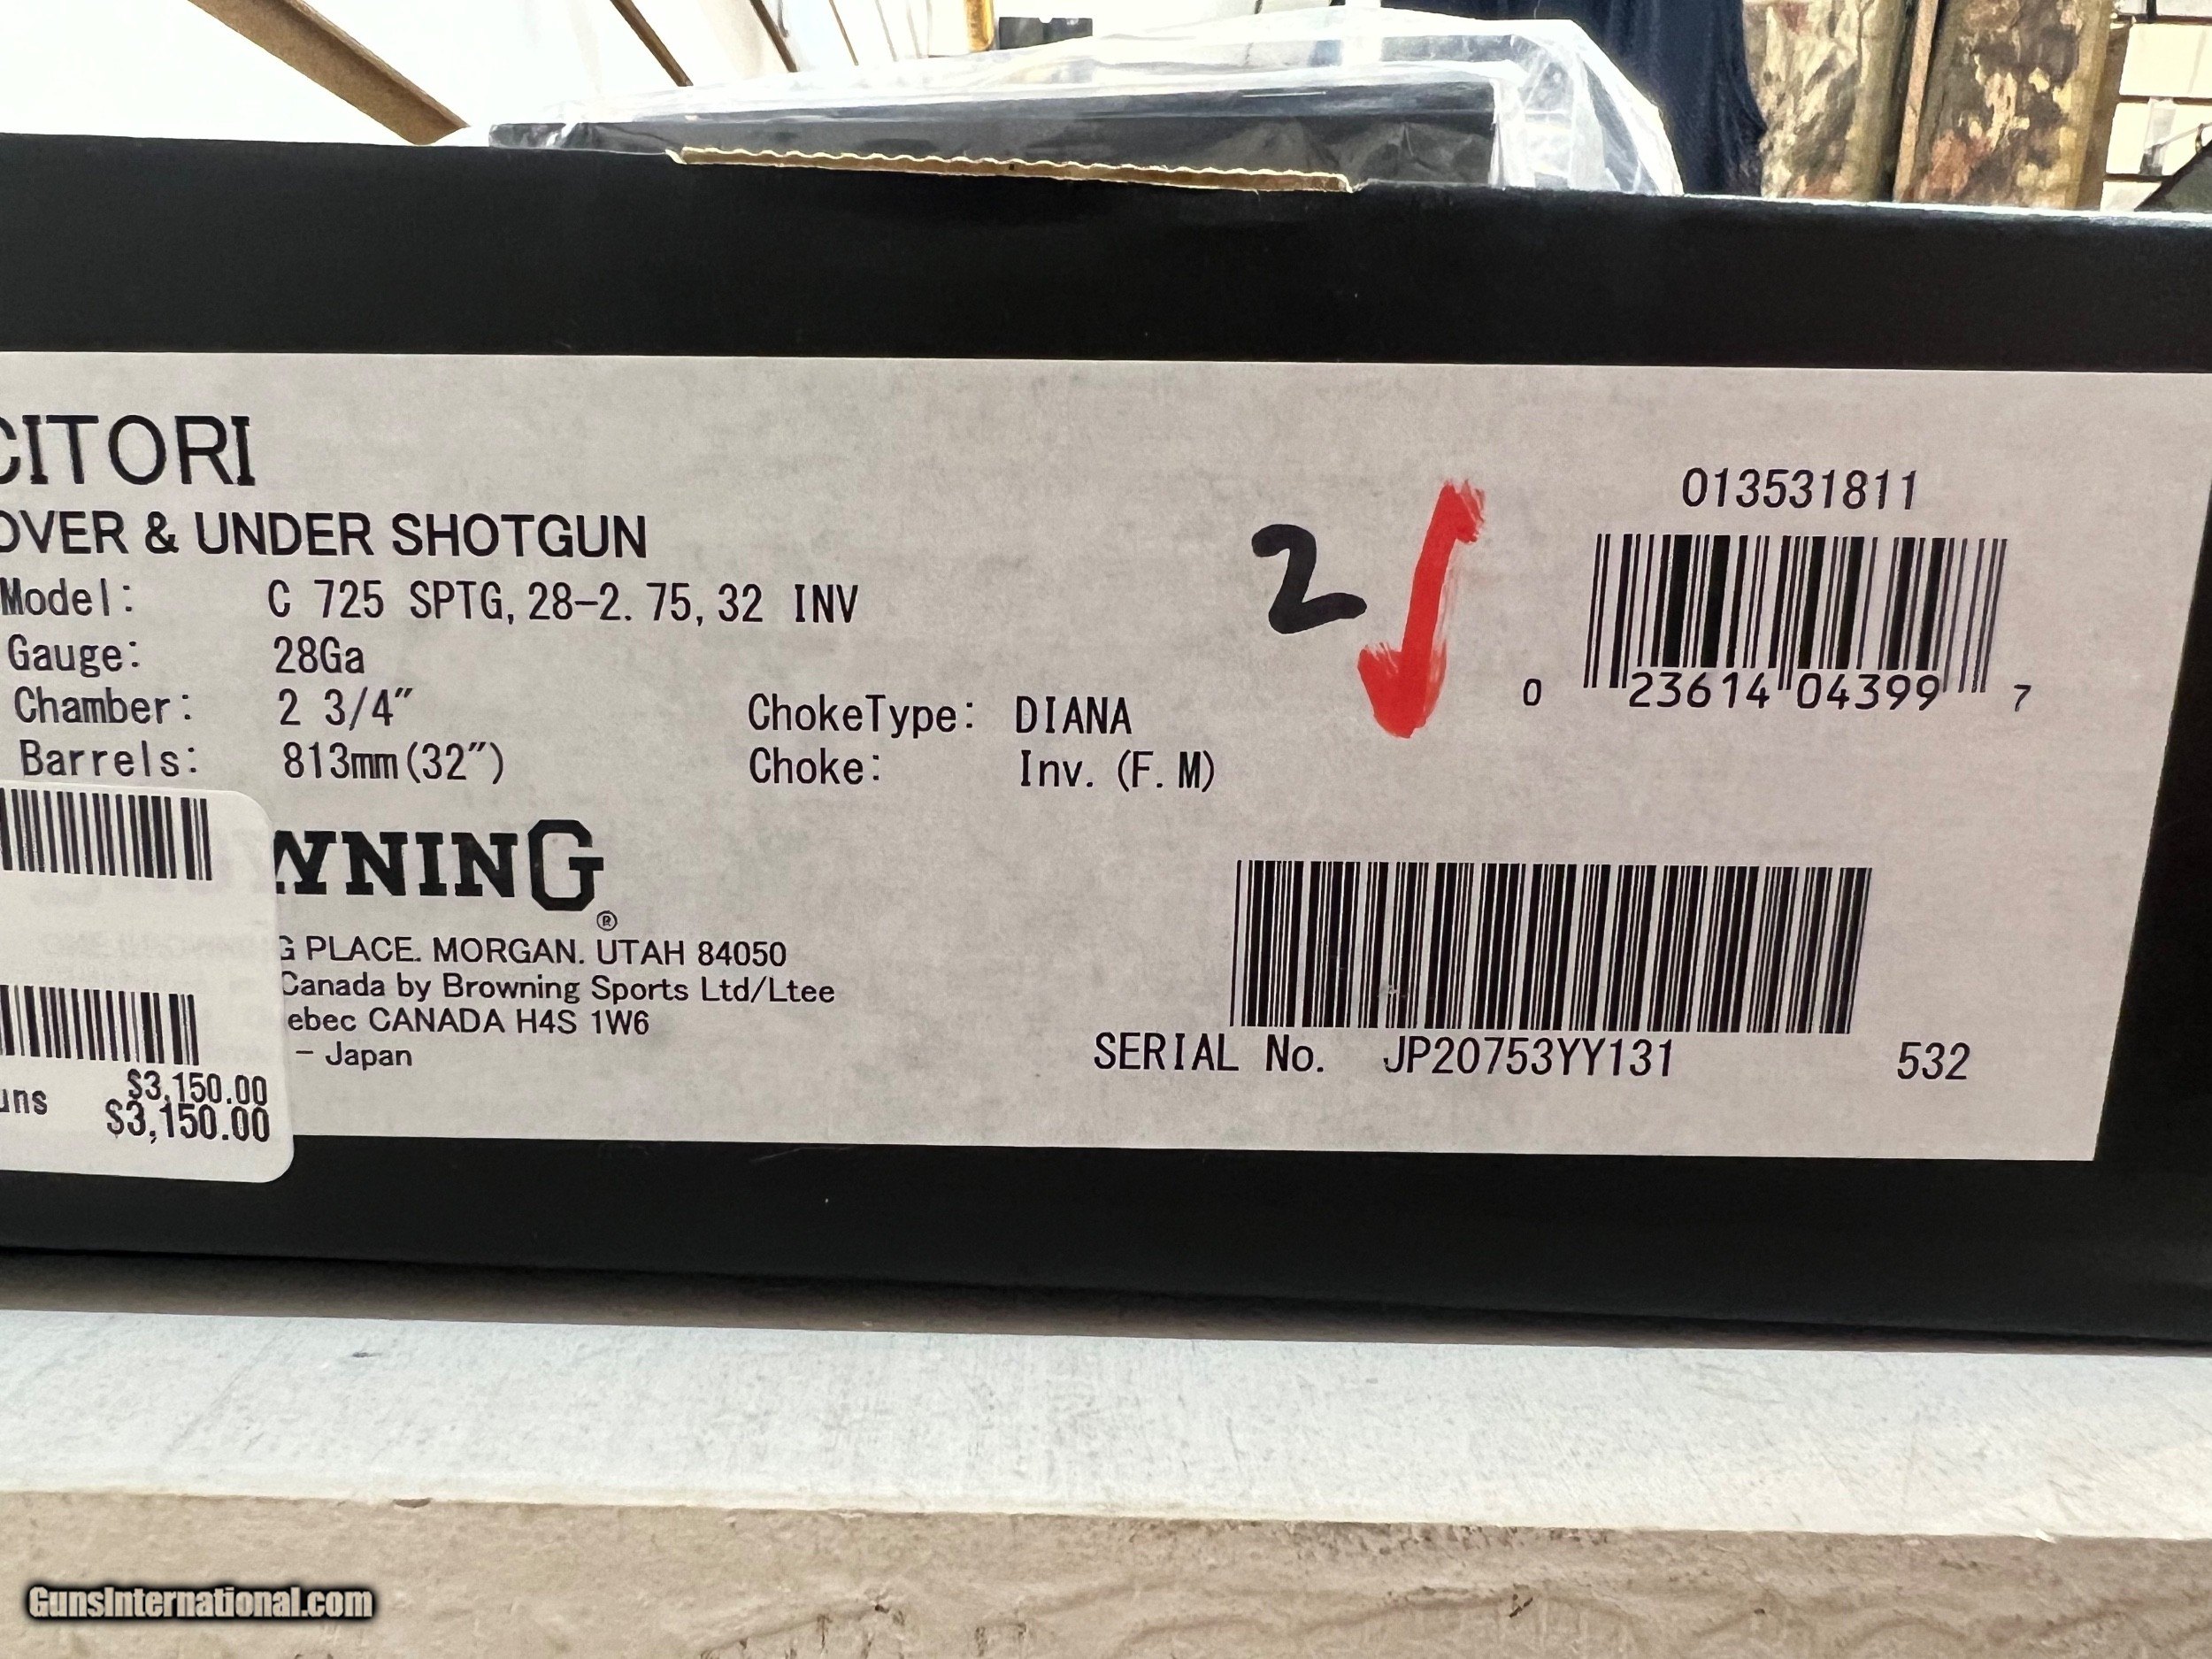 CITORI
OVER & UNDER SHOTGUN
Model: C 725 SPTG, 28-2.75, 32 INV
Gauge: 28Ga
Chamber: 2 3/4"
Barrels: 813mm(32")
ChokeType: DIANA
Choke: Inv. (F.M)
2
013531811
0 23614 04399 7
WNING®
G PLACE. MORGAN. UTAH 84050
Canada by Browning Sports Ltd/Ltee
ebec CANADA H4S 1W6
- Japan
SERIAL No. JP20753YY131 532
$3,150.00
uns $3,150.00
GunsInternational.com